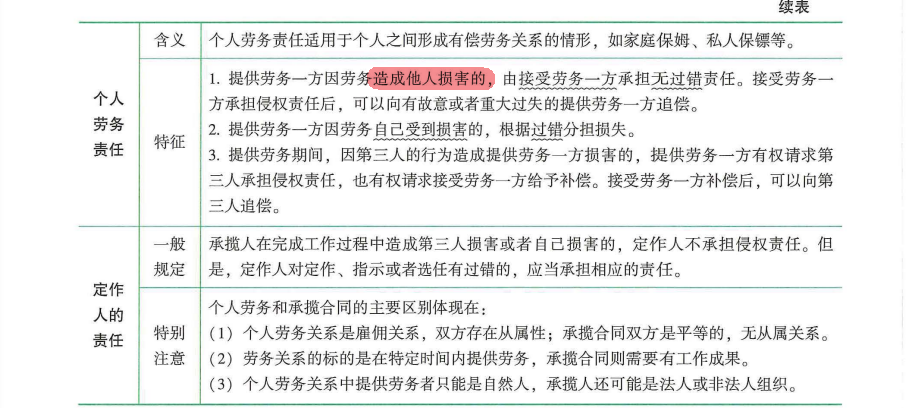 续表
个人
劳务
责任
含义
个人劳务责任适用于个人之间形成有偿劳务关系的情形，如家庭保姆、私人保镖等。
特征
1. 提供劳务一方因劳务造成他人损害的，由接受劳务一方承担无过错责任。接受劳务一
方承担侵权责任后，可以向有故意或者重大过失的提供劳务一方追偿。
2. 提供劳务一方因劳务自己受到损害的，根据过错分担损失。
3. 提供劳务期间，因第三人的行为造成提供劳务一方损害的，提供劳务一方有权请求第
三人承担侵权责任，也有权请求接受劳务一方给予补偿。接受劳务一方补偿后，可以向第
三人追偿。
定作
人的
责任
一般
规定
承揽人在完成工作过程中造成第三人损害或者自己损害的，定作人不承担侵权责任。但
是，定作人对定作、指示或者选任有过错的，应当承担相应的责任。
特别
注意
个人劳务和承揽合同的主要区别体现在：
（1）个人劳务关系是雇佣关系，双方存在从属性；承揽合同双方是平等的，无从属关系。
（2）劳务关系的标的是在特定时间内提供劳务，承揽合同则需要有工作成果。
（3）个人劳务关系中提供劳务者只能是自然人，承揽人还可能是法人或非法人组织。